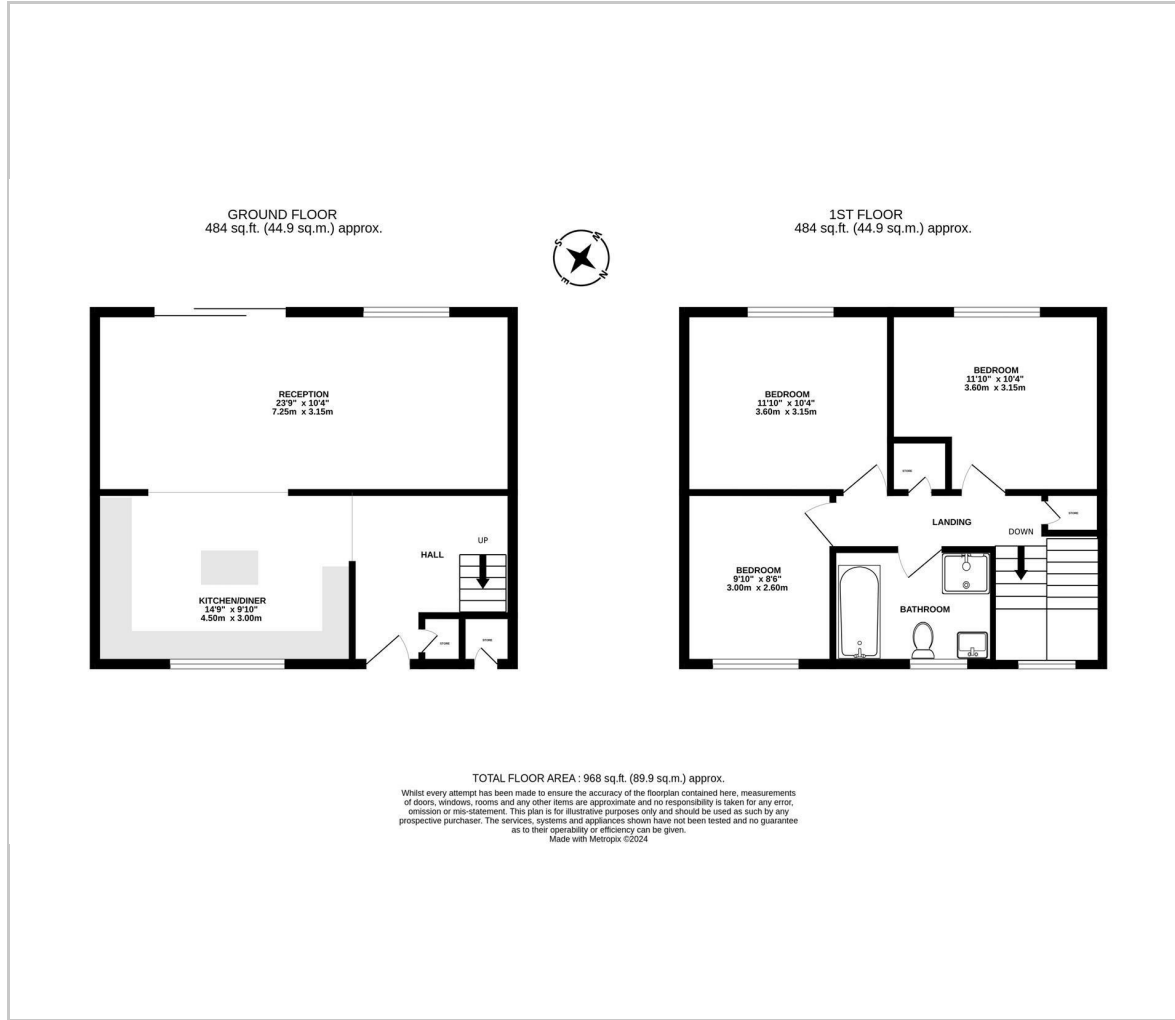 GROUND FLOOR
484 sq.ft. (44.9 sq.m.) approx.
1ST FLOOR
484 sq.ft. (44.9 sq.m.) approx.
N
E
S
W
RECEPTION
23'9" x 10'4"
7.25m x 3.15m
KITCHEN/DINER
14'9" x 9'10"
4.50m x 3.00m
HALL
UP
STORE
STORE
BEDROOM
11'10" x 10'4"
3.60m x 3.15m
BEDROOM
11'10" x 10'4"
3.60m x 3.15m
STORE
LANDING
STORE
DOWN
BEDROOM
9'10" x 8'6"
3.00m x 2.60m
BATHROOM
TOTAL FLOOR AREA : 968 sq.ft. (89.9 sq.m.) approx.
Whilst every attempt has been made to ensure the accuracy of the floorplan contained here, measurements
of doors, windows, rooms and any other items are approximate and no responsibility is taken for any error,
omission or mis-statement. This plan is for illustrative purposes only and should be used as such by any
prospective purchaser. The services, systems and appliances shown have not been tested and no guarantee
as to their operability or efficiency can be given.
Made with Metropix ©2024